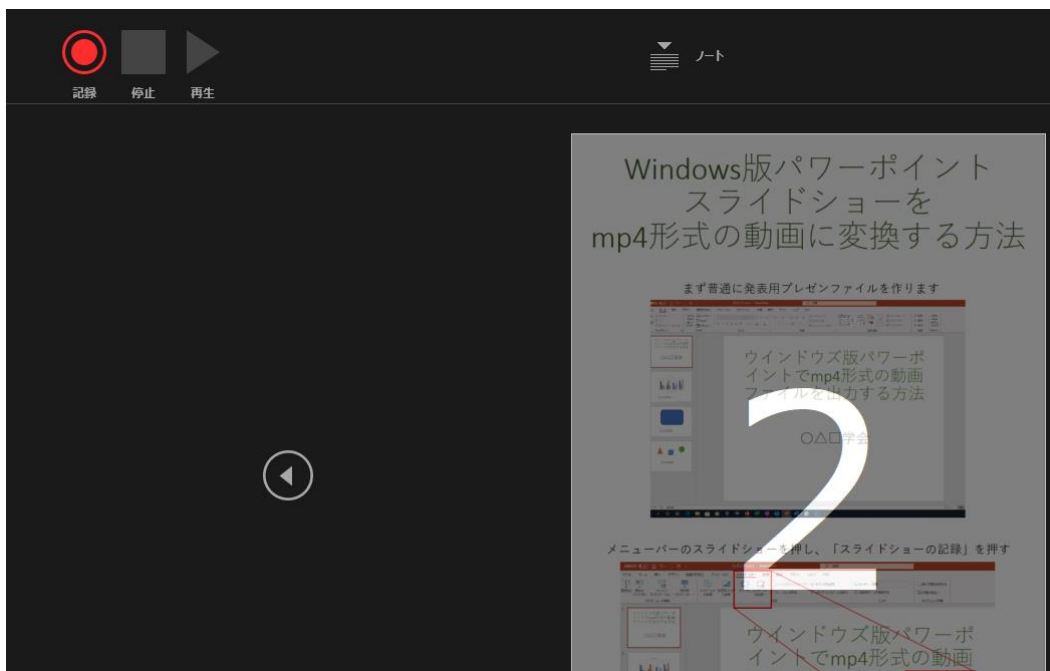 記録 停止 再生
ノート
Windows版パワーポイント
スライドショーを
mp4形式の動画に変換する方法
まず普通に発表用プレゼンファイルを作ります
ウインドウズ版パワーポ
イントでmp4形式の動画
ファイルを出力する方法
〇△□学会
2
メニューバーのスライドショーを押し、「スライドショーの記録」を押す
ウインドウズ版パワーポ
イントでmp4形式の動画